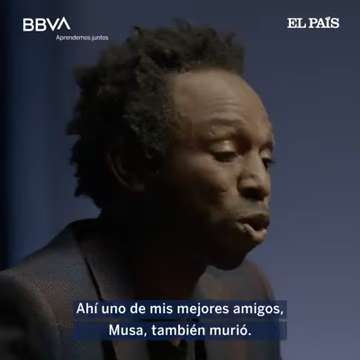 BBVA
EL PAÍS
Aprendemos juntos
Ahí uno de mis mejores amigos,
Musa, también murió.